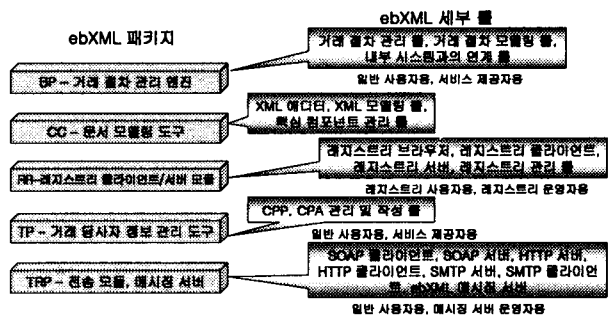 ebXML 패키지
ebXML 세부 툴
BP – 거래 절차 관리 엔진
거래 절차 관리 툴, 거래 절차 모델링 툴,
내부 시스템과의 연계 툴
일반 사용자용, 서비스 제공자용
CC – 문서 모델링 도구
XML 에디터, XML 모델링 툴,
핵심 컴포넌트 관리 툴
RR–레지스트리 클라이언트/서버 모듈
레지스트리 브라우저, 레지스트리 클라이언트,
레지스트리 서버, 레지스트리 관리 툴
레지스트리 사용자용, 레지스트리 운영자용
TP – 거래 당사자 정보 관리 도구
CPP, CPA 관리 및 작성 툴
일반 사용자용, 서비스 제공자용
TRP – 전송 모듈, 메시징 서버
SOAP 클라이언트, SOAP 서버, HTTP 서버,
HTTP 클라이언트, SMTP 서버, SMTP 클라이언
트, ebXML 메시징 서버
일반 사용자용, 메시징 서버 운영자용